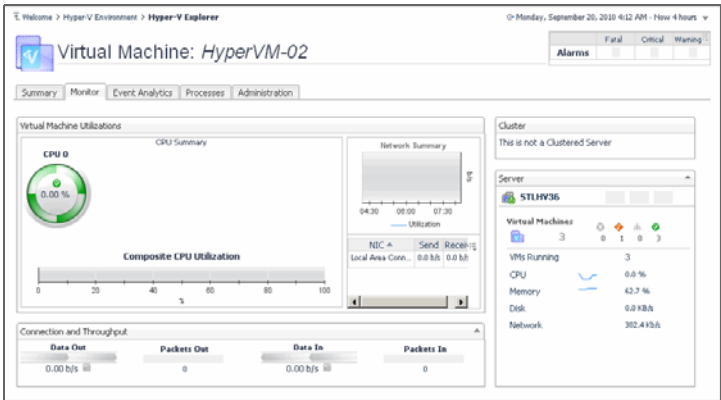 Welcome > Hyper-V Environment > Hyper-V Explorer
Monday, September 20, 2010 4:12 AM - Now 4 hours
Virtual Machine: HyperVM-02
Fatal Critical Warning
Alarms
Summary Monitor Event Analytics Processes Administration
Virtual Machine Utilizations
CPU Summary
CPU 0
0.00 %
Composite CPU Utilization
0 20 40 60 80 100
%
Network Summary
b/s
04:30 06:00 07:30
Utilization
NIC Send Recei
Local Area Conn... 0.0 b/s 0.0 b/s
Connection and Throughput
Data Out Packets Out Data In Packets In
0.00 b/s 0 0.00 b/s 0
Cluster
This is not a Clustered Server
Server
STLHV36
Virtual Machines
3 0 1 0 3
VMs Running 3
CPU 0.0 %
Memory 62.7 %
Disk 0.0 KB/s
Network 302.4 Kb/s